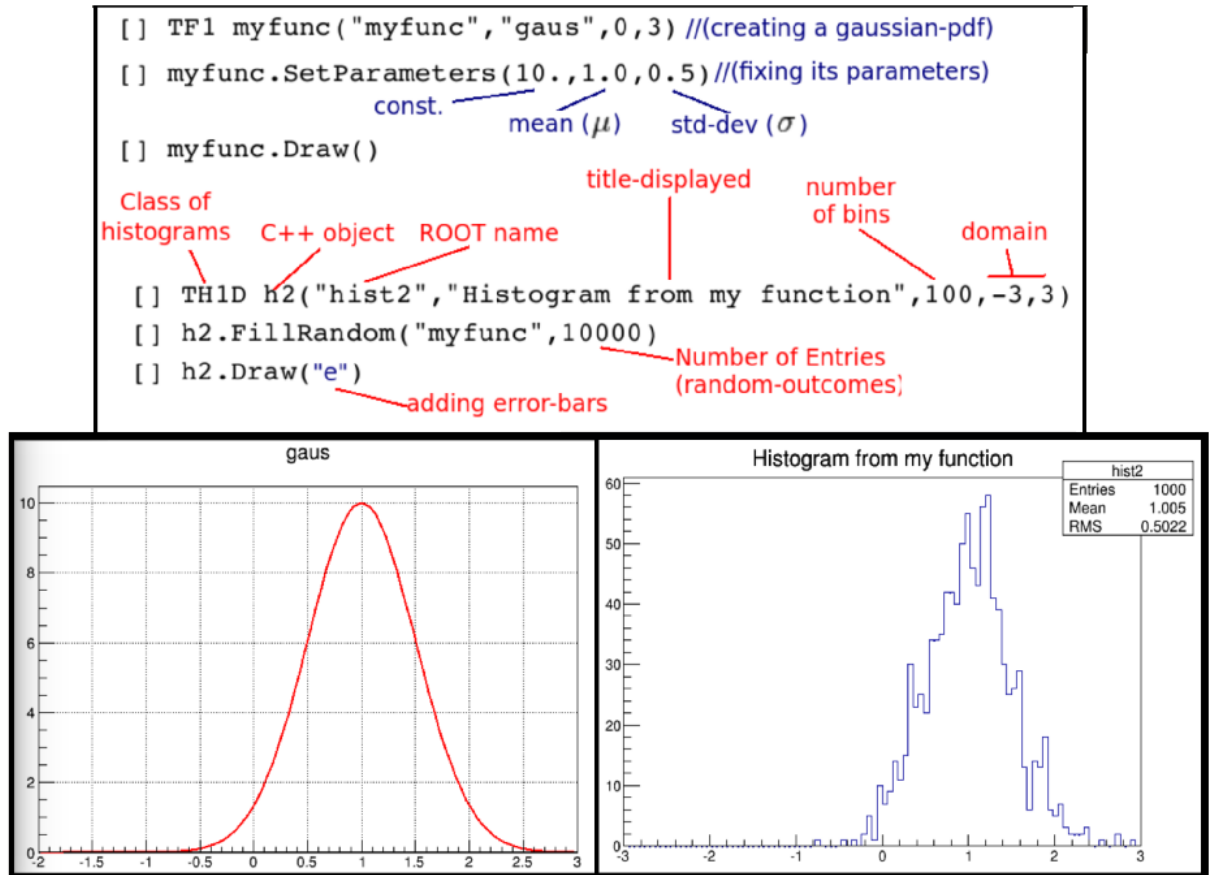 [] TF1 myfunc("myfunc","gaus",0,3) //(creating a gaussian-pdf)
[] myfunc.SetParameters(10.,1.0,0.5)//(fixing its parameters)
const.
mean (μ)
std-dev (σ)
[] myfunc.Draw()
title-displayed
number
of bins
Class of
histograms
C++ object
ROOT name
domain
[] TH1D h2("hist2","Histogram from my function",100,-3,3)
[] h2.FillRandom("myfunc",10000)
Number of Entries
(random-outcomes)
[] h2.Draw("e")
adding error-bars
gaus
10
8
6
4
2
0
-2 -1.5 -1 -0.5 0 0.5 1 1.5 2 2.5 3
Histogram from my function
hist2
Entries 1000
Mean 1.005
RMS 0.5022
60
50
40
30
20
10
0
-3 -2 -1 0 1 2 3